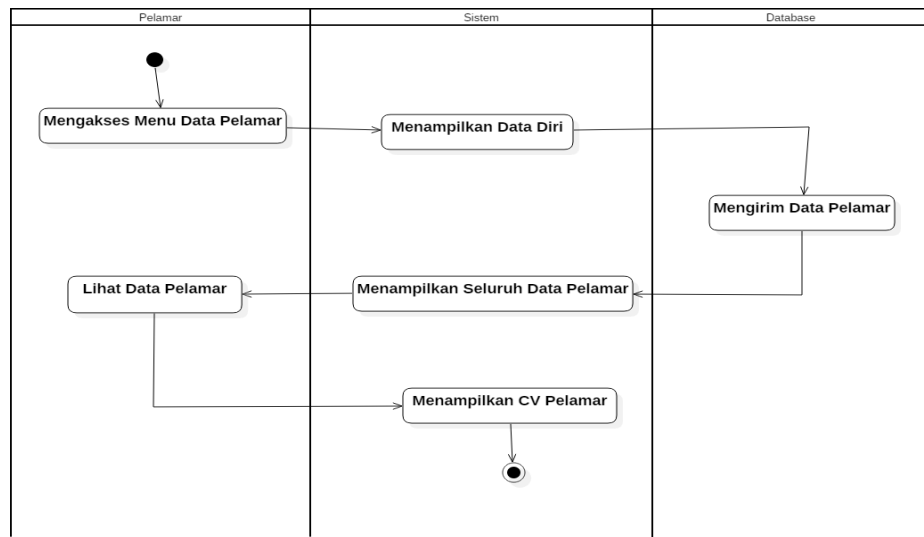 Pelamar
Sistem
Database
Mengakses Menu Data Pelamar
Menampilkan Data Diri
Mengirim Data Pelamar
Lihat Data Pelamar
Menampilkan Seluruh Data Pelamar
Menampilkan CV Pelamar